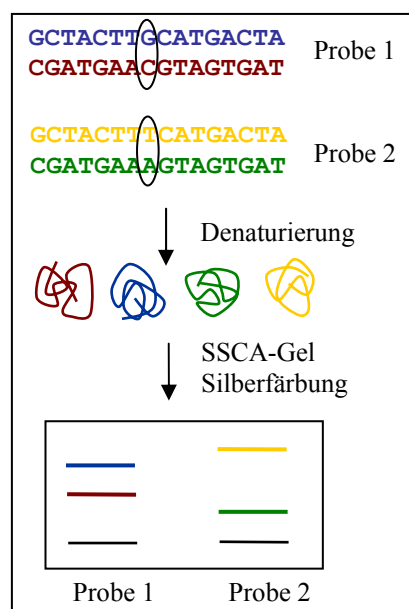 GCTACTTGCATGACTA
CGATGAACGTAGTGAT
Probe 1
GCTACTTTCATGACTA
CGATGAAAGTAGTGAT
Probe 2
Denaturierung
SSCA-Gel
Silberfärbung
Probe 1 Probe 2